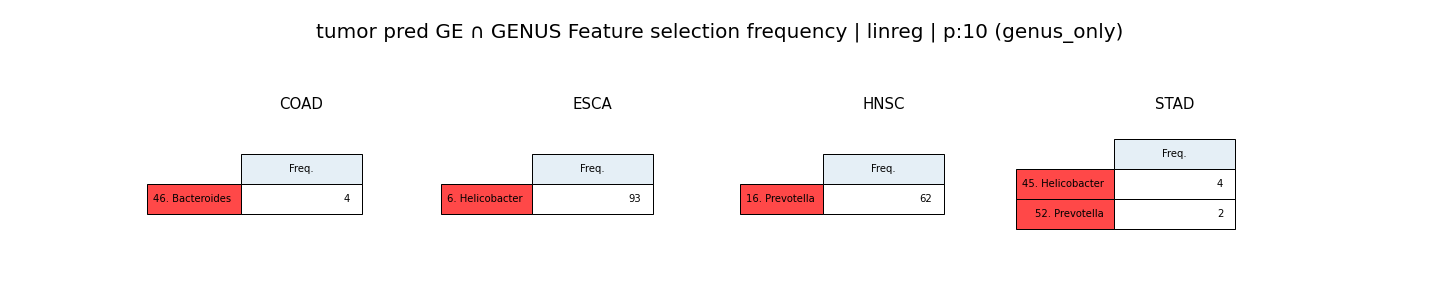 tumor pred GE ∩ GENUS Feature selection frequency | linreg | p:10 (genus_only)
COAD
Freq.
46. Bacteroides 4
ESCA
Freq.
6. Helicobacter 93
HNSC
Freq.
16. Prevotella 62
STAD
Freq.
45. Helicobacter 4
52. Prevotella 2